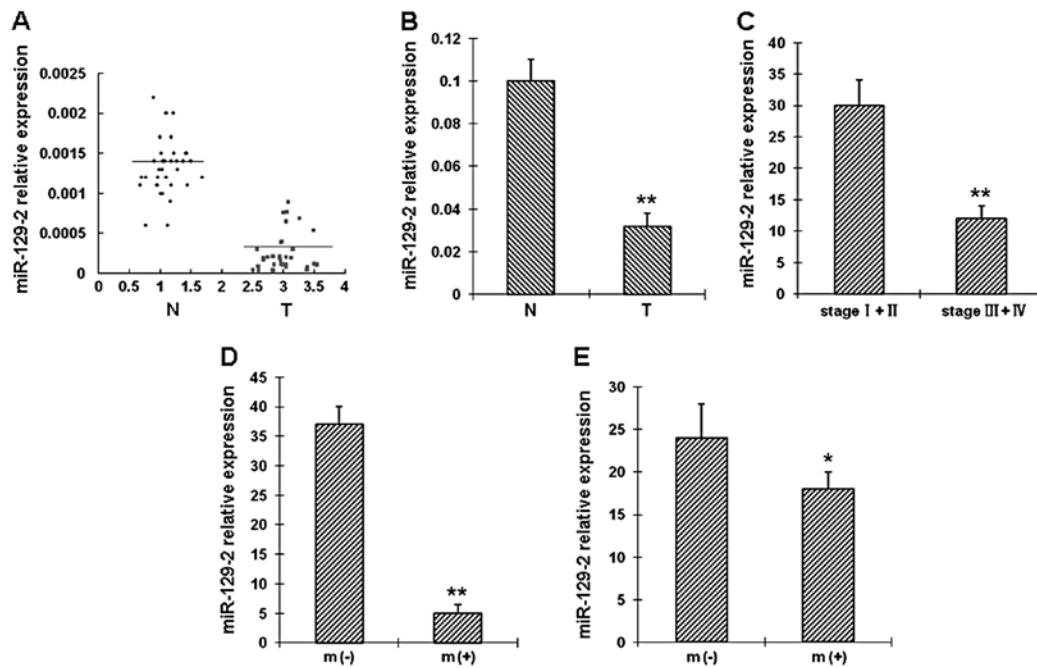 A
miR-129-2 relative expression
0.0025
0.002
0.0015
0.001
0.0005
0
0 0.5 1 1.5 2 2.5 3 3.5 4
N T
B
miR-129-2 relative expression
0.12
0.1
0.08
0.06
0.04
0.02
0
**
N T
C
miR-129-2 relative expression
40
35
30
25
20
15
10
5
0
**
stage Ⅰ + Ⅱ stage Ⅲ + Ⅳ
D
miR-129-2 relative expression
45
40
35
30
25
20
15
10
5
0
**
m (-) m (+)
E
miR-129-2 relative expression
30
25
20
15
10
5
0
*
m (-) m (+)